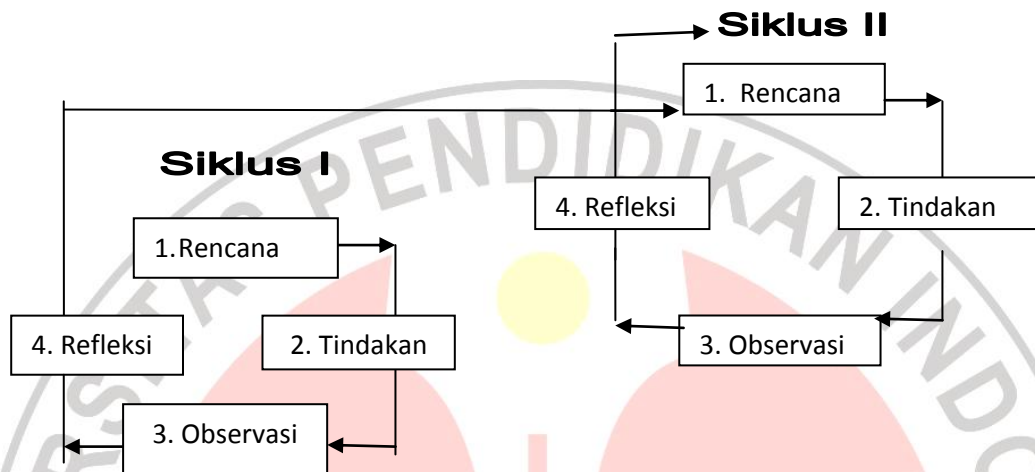 Siklus II
1. Rencana
2. Tindakan
3. Observasi
4. Refleksi
Siklus I
1.Rencana
2. Tindakan
3. Observasi
4. Refleksi
PENDIDIKAN